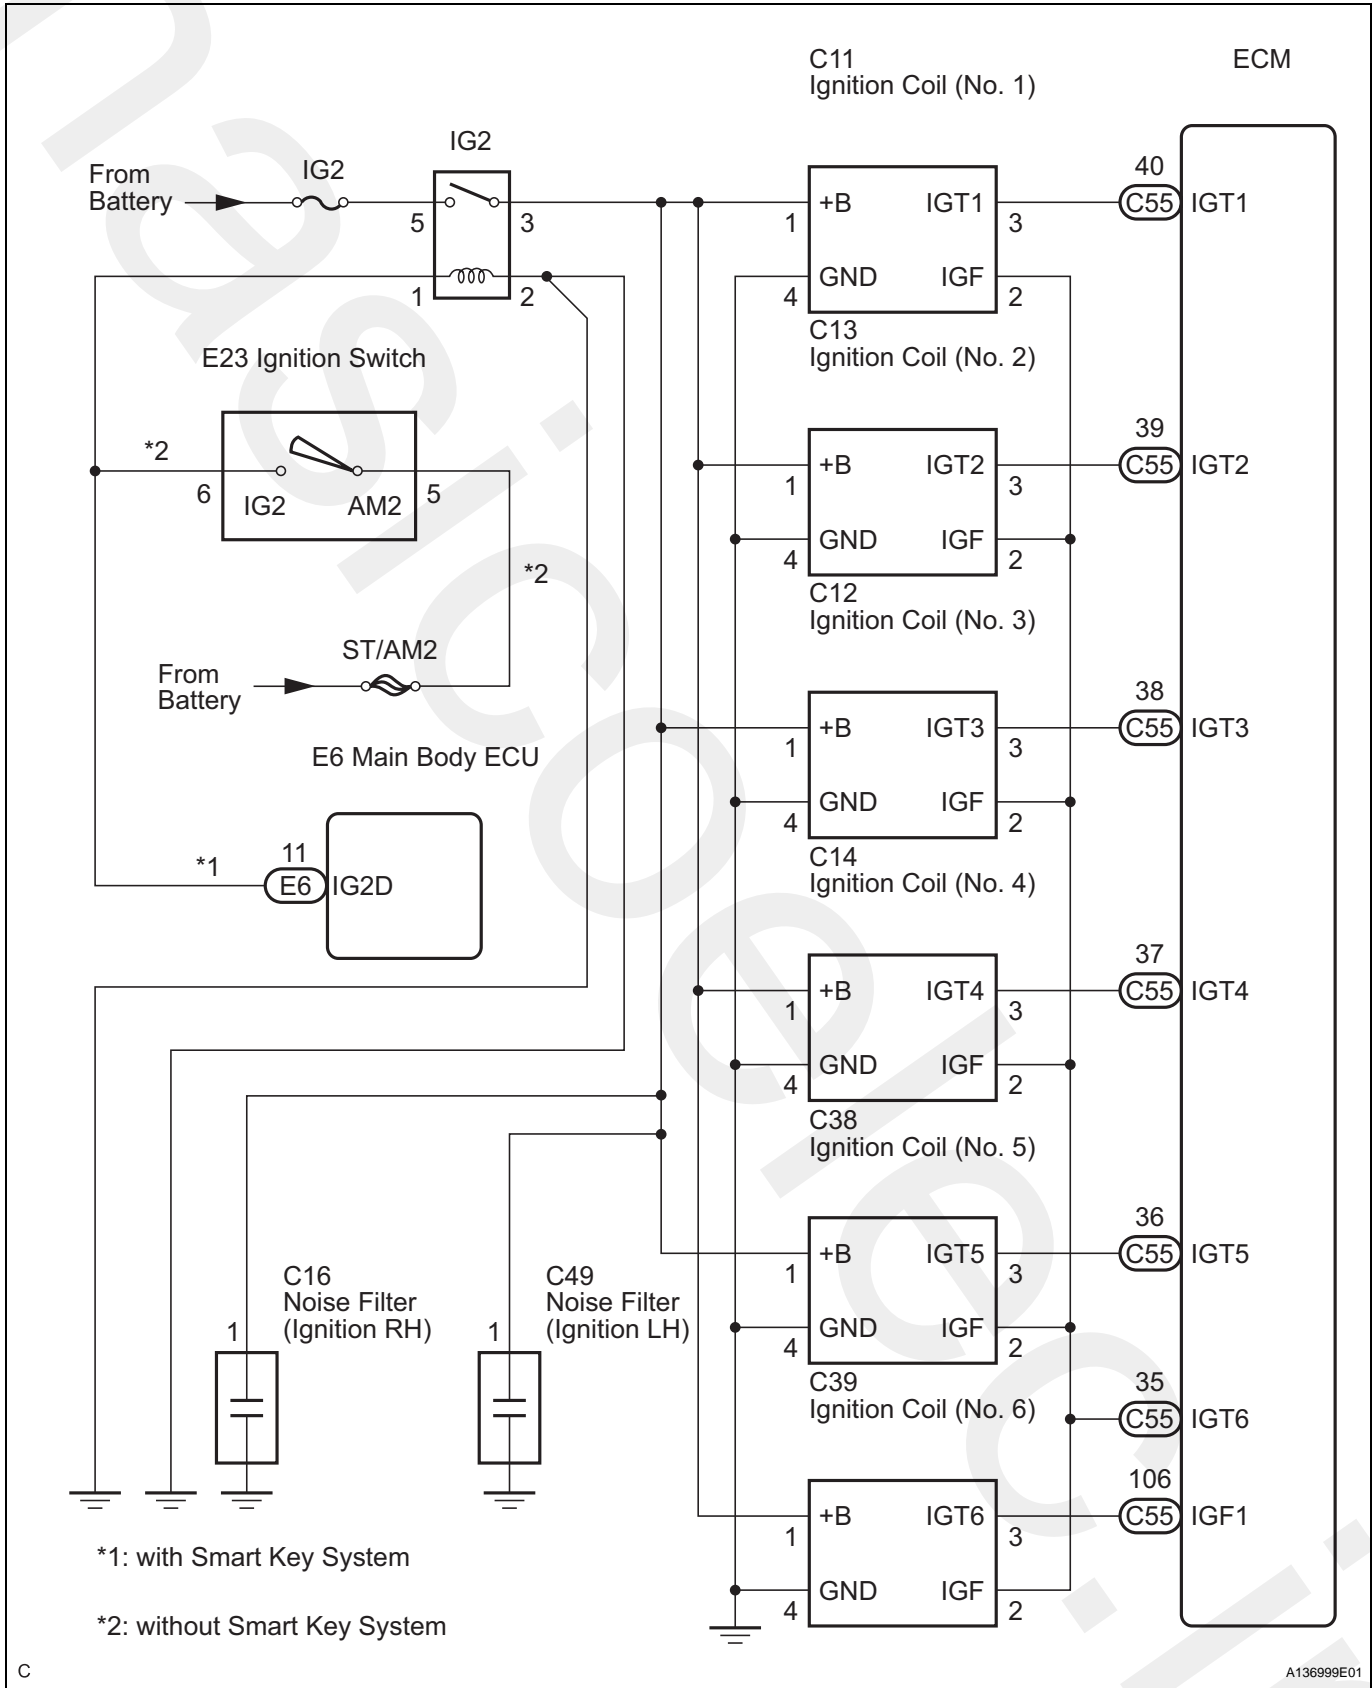 C11
Ignition Coil (No. 1)
ECM
IG2
From
Battery
IG2
5
3
1
2
+B
IGT1
1
3
GND
IGF
4
2
40
C55
IGT1
C13
Ignition Coil (No. 2)
E23 Ignition Switch
*2
6
IG2
AM2
5
*2
+B
IGT2
1
3
GND
IGF
4
2
39
C55
IGT2
C12
Ignition Coil (No. 3)
ST/AM2
From
Battery
+B
IGT3
1
3
GND
IGF
4
2
38
C55
IGT3
E6 Main Body ECU
*1
11
E6
IG2D
C14
Ignition Coil (No. 4)
+B
IGT4
1
3
GND
IGF
4
2
37
C55
IGT4
C38
Ignition Coil (No. 5)
+B
IGT5
1
3
GND
IGF
4
2
36
C55
IGT5
C16
Noise Filter
(Ignition RH)
1
C49
Noise Filter
(Ignition LH)
1
C39
Ignition Coil (No. 6)
35
C55
IGT6
106
C55
IGF1
+B
IGT6
1
3
GND
IGF
4
2
*1: with Smart Key System
*2: without Smart Key System
C
A136999E01